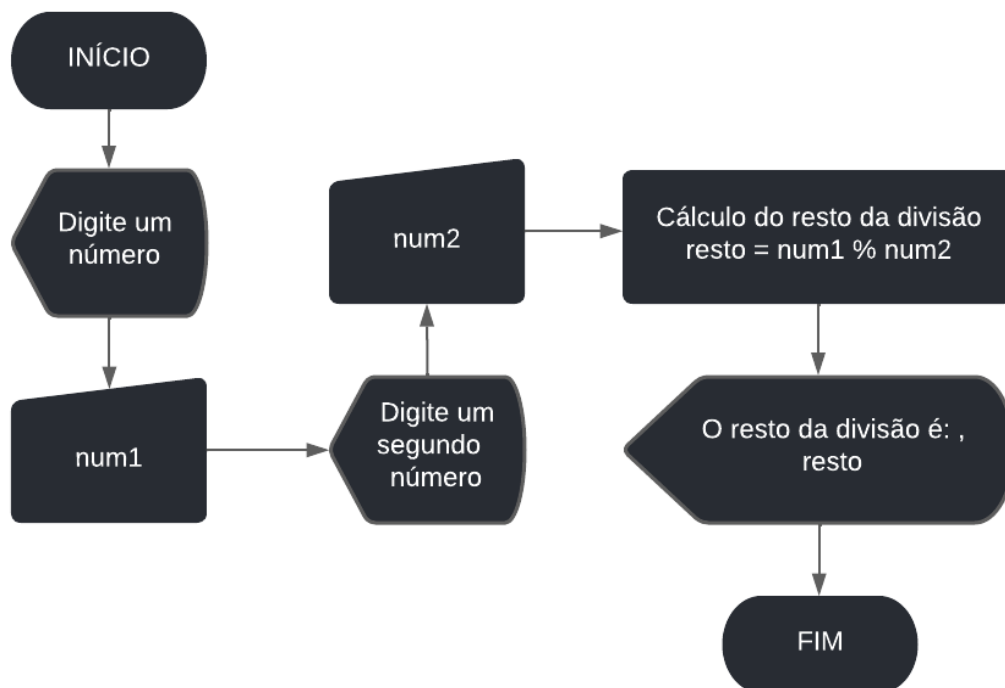 INÍCIO
Digite um
número
num1
Digite um
segundo
número
num2
Cálculo do resto da divisão
resto = num1 % num2
O resto da divisão é: ,
resto
FIM